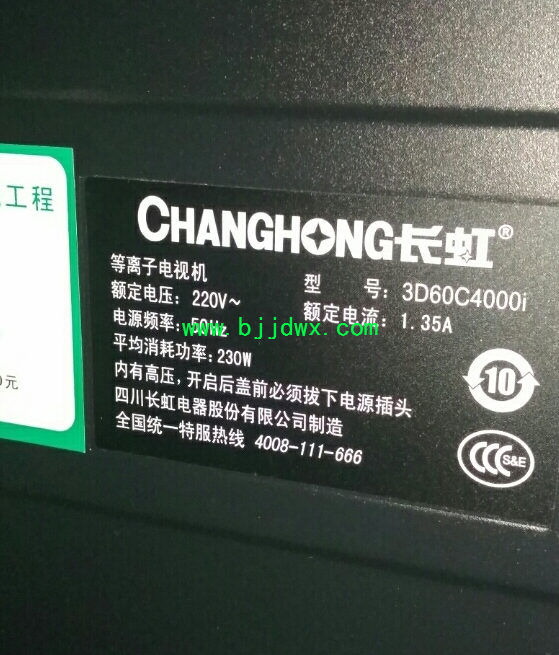 工程
CHANGHONG长虹®
等离子电视机
型 号: 3D60C4000i
额定电压: 220V~
额定电流: 1.35A
电源频率: 50Hz
www.bjjdwx.com
平均消耗功率: 230W
内有高压,开启后盖前必须拔下电源插头
四川长虹电器股份有限公司制造
全国统一特服热线 4008-111-666
10
CCC S&E
元